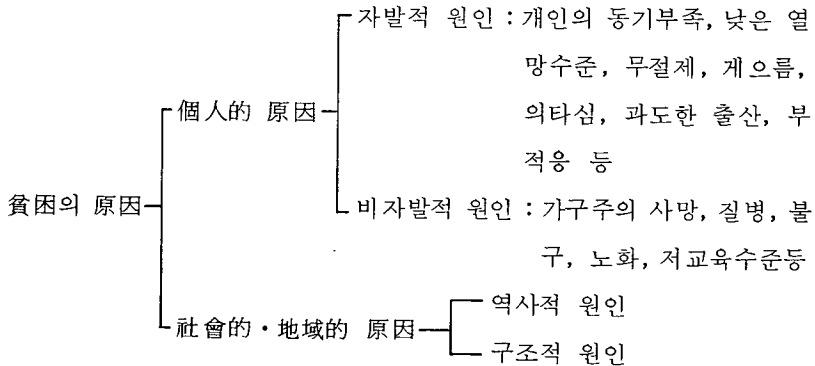 자발적 원인 : 개인의 동기부족, 낮은 열
망수준, 무절제, 게으름,
個人的 原因
의타심, 과도한 출산, 부
적응 등
貧困의 原因
비자발적 원인 : 가구주의 사망, 질병, 불
구, 노화, 저교육수준등
역사적 원인
社會的·地域的 原因
구조적 원인